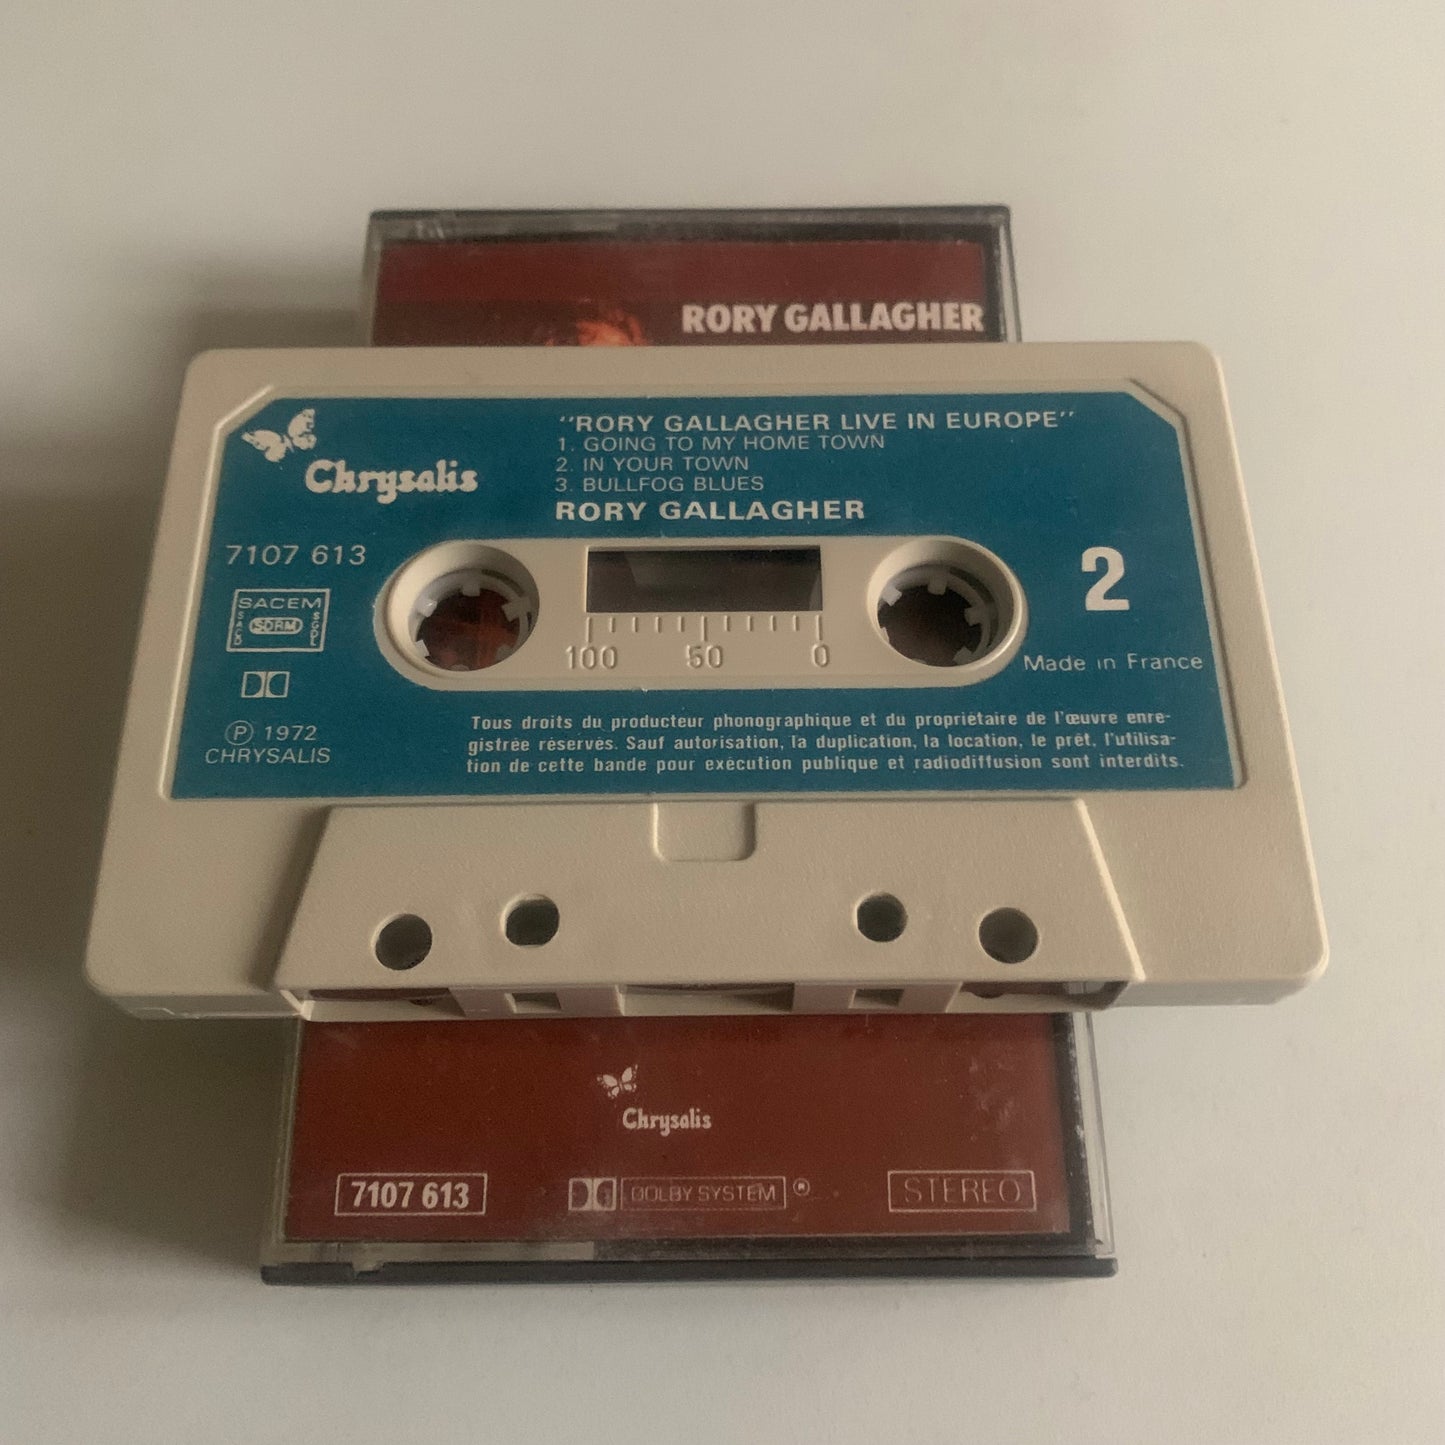 RORY GALLAGHER
Chrysalis
"RORY GALLAGHER LIVE IN EUROPE"
1. GOING TO MY HOME TOWN
2. IN YOUR TOWN
3. BULLFOG BLUES
RORY GALLAGHER
7107 613
2
SACEM
SACD SDRM SGDL
100 50 0
Made in France
Ⓟ 1972
CHRYSALIS
Tous droits du producteur phonographique et du propriétaire de l'œuvre enre-
gistrée réservés. Sauf autorisation, la duplication, la location, le prêt, l'utilisa-
tion de cette bande pour exécution publique et radiodiffusion sont interdits.
Chrysalis
7107 613
DOLBY SYSTEM ®
STEREO